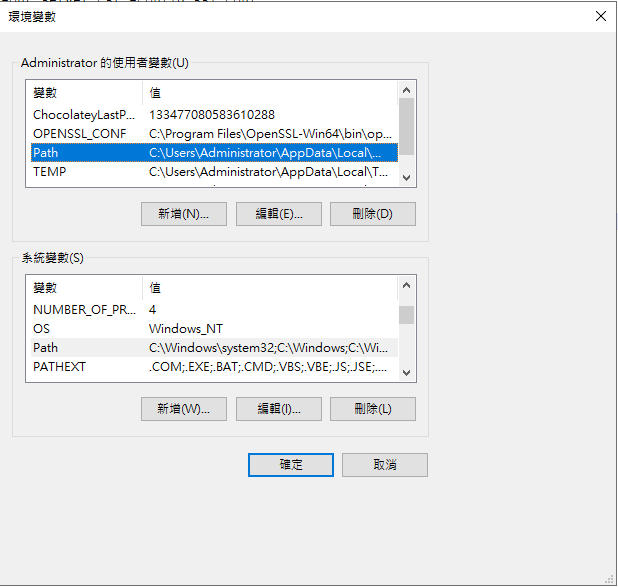 環境變數
Administrator 的使用者變數(U)
變數 值
ChocolateyLastP... 133477080583610288
OPENSSL_CONF C:\Program Files\OpenSSL-Win64\bin\op...
Path C:\Users\Administrator\AppData\Local\...
TEMP C:\Users\Administrator\AppData\Local\T...
新增(N)... 編輯(E)... 刪除(D)
系統變數(S)
變數 值
NUMBER_OF_PR... 4
OS Windows_NT
Path C:\Windows\system32;C:\Windows;C:\Wi...
PATHEXT .COM;.EXE;.BAT;.CMD;.VBS;.VBE;.JS;.JSE;....
新增(W)... 編輯(I)... 刪除(L)
確定 取消